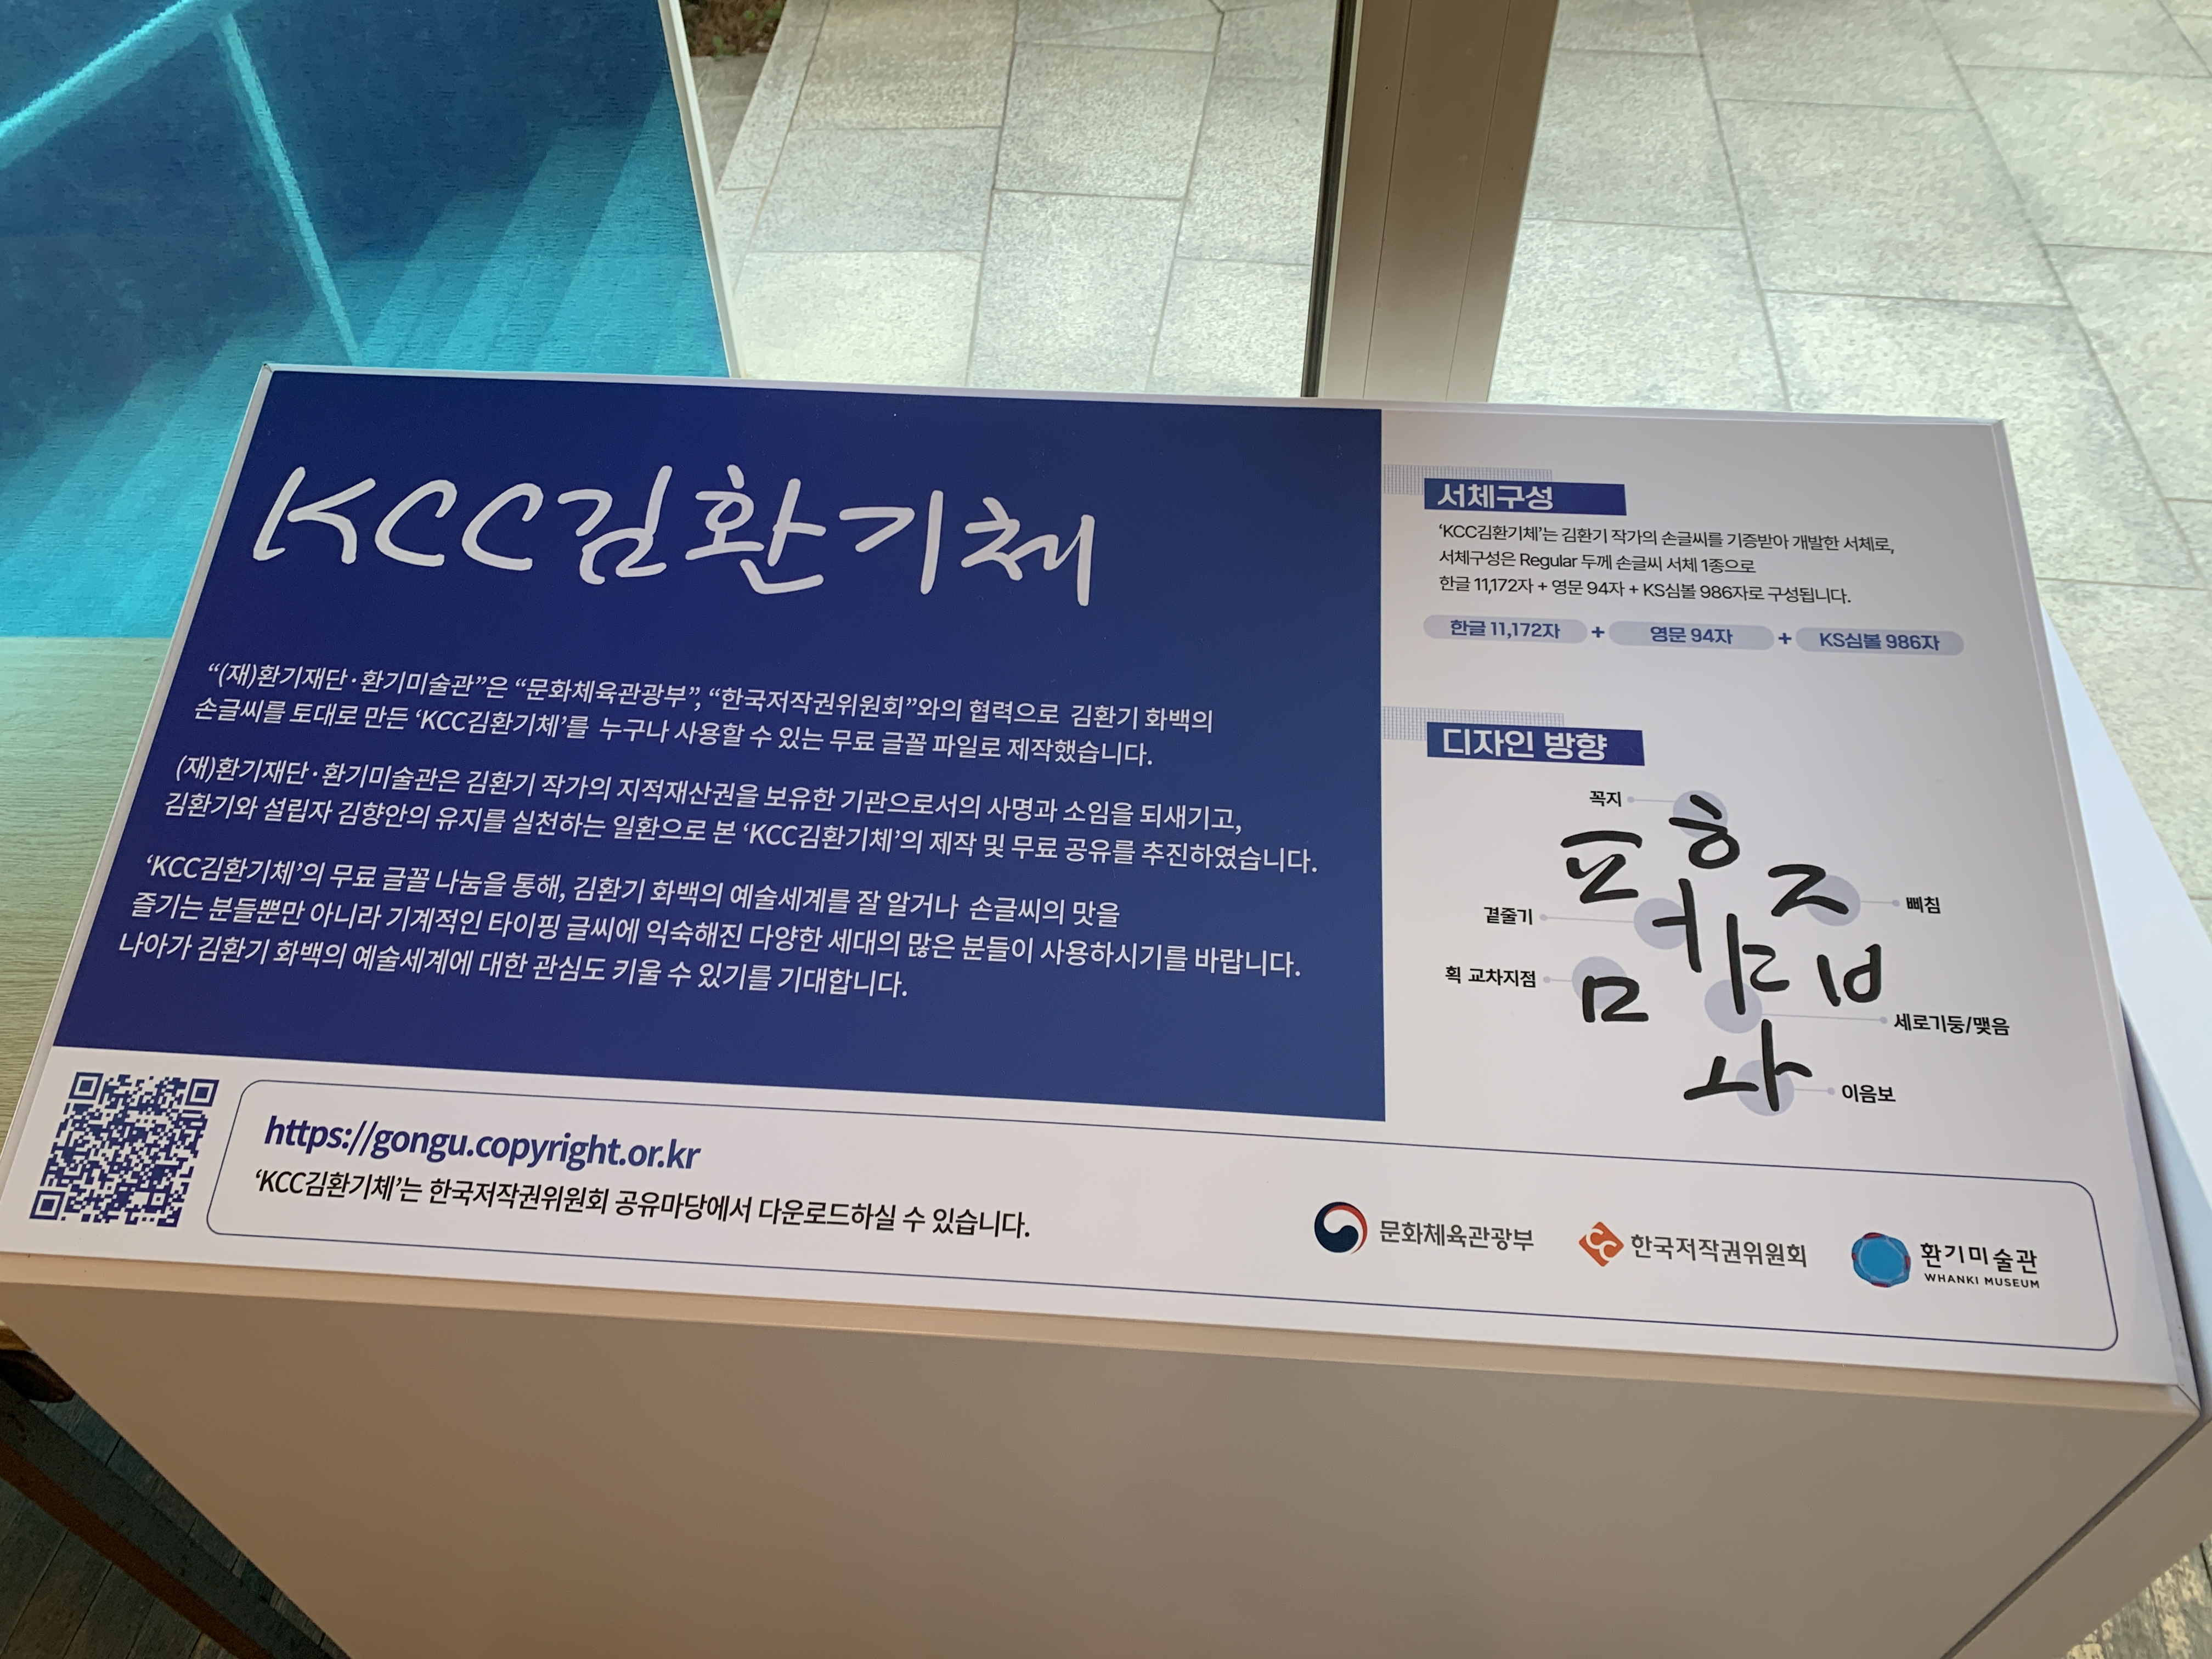 KCC김환기체
“(재)환기재단·환기미술관”은 “문화체육관광부”, “한국저작권위원회”와의 협력으로 김환기 화백의
손글씨를 토대로 만든 ‘KCC김환기체’를 누구나 사용할 수 있는 무료 글꼴 파일로 제작했습니다.
(재)환기재단·환기미술관은 김환기 작가의 지적재산권을 보유한 기관으로서의 사명과 소임을 되새기고,
김환기와 설립자 김향안의 유지를 실천하는 일환으로 본 ‘KCC김환기체’의 제작 및 무료 공유를 추진하였습니다.
‘KCC김환기체’의 무료 글꼴 나눔을 통해, 김환기 화백의 예술세계를 잘 알거나 손글씨의 맛을
즐기는 분들뿐만 아니라 기계적인 타이핑 글씨에 익숙해진 다양한 세대의 많은 분들이 사용하시기를 바랍니다.
나아가 김환기 화백의 예술세계에 대한 관심도 키울 수 있기를 기대합니다.
서체구성
‘KCC김환기체’는 김환기 작가의 손글씨를 기증받아 개발한 서체로,
서체구성은 Regular 두께 손글씨 서체 1종으로
한글 11,172자 + 영문 94자 + KS심볼 986자로 구성됩니다.
한글 11,172자 + 영문 94자 + KS심볼 986자
디자인 방향
꼭지
ㅎ
ㅍ
ㅈ
삐침
곁줄기
ㅓ
ㅂ
획 교차지점
ㅁ
세로기둥/맺음
사
이음보
https://gongu.copyright.or.kr
‘KCC김환기체’는 한국저작권위원회 공유마당에서 다운로드하실 수 있습니다.
문화체육관광부
한국저작권위원회
환기미술관
WHANKI MUSEUM